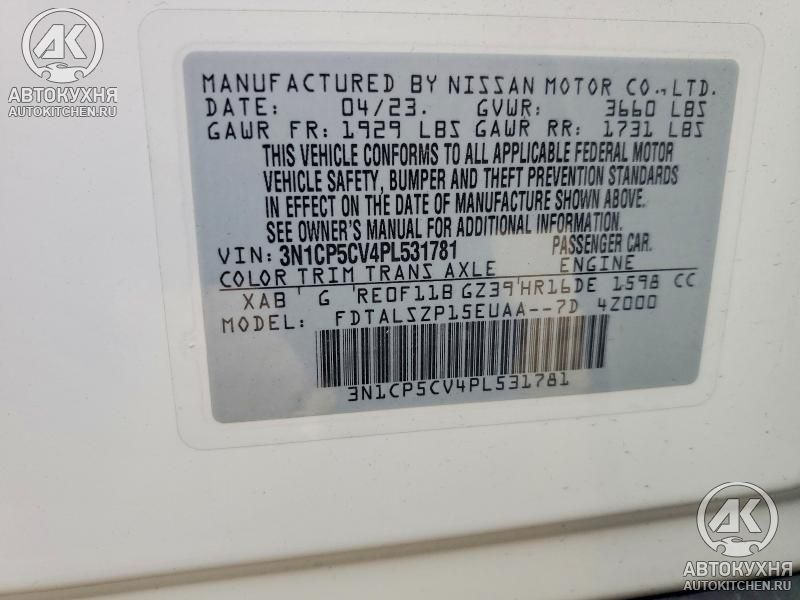 AK
АВТОКУХНЯ
AUTOKITCHEN.RU
MANUFACTURED BY NISSAN MOTOR CO.,LTD.
DATE: 04/23. GVWR: 3660 LBS
GAWR FR: 1929 LBS GAWR RR: 1731 LBS
THIS VEHICLE CONFORMS TO ALL APPLICABLE FEDERAL MOTOR
VEHICLE SAFETY, BUMPER AND THEFT PREVENTION STANDARDS
IN EFFECT ON THE DATE OF MANUFACTURE SHOWN ABOVE.
SEE OWNER'S MANUAL FOR ADDITIONAL INFORMATION.
VIN: 3N1CP5CV4PL531781 PASSENGER CAR.
COLOR TRIM TRANS AXLE ENGINE
XAB G RE0F11B GZ39 HR16DE 1598 CC
MODEL: FDTALSZP15EUAA--7D 4Z000
3N1CP5CV4PL531781
AK
АВТОКУХНЯ
AUTOKITCHEN.RU